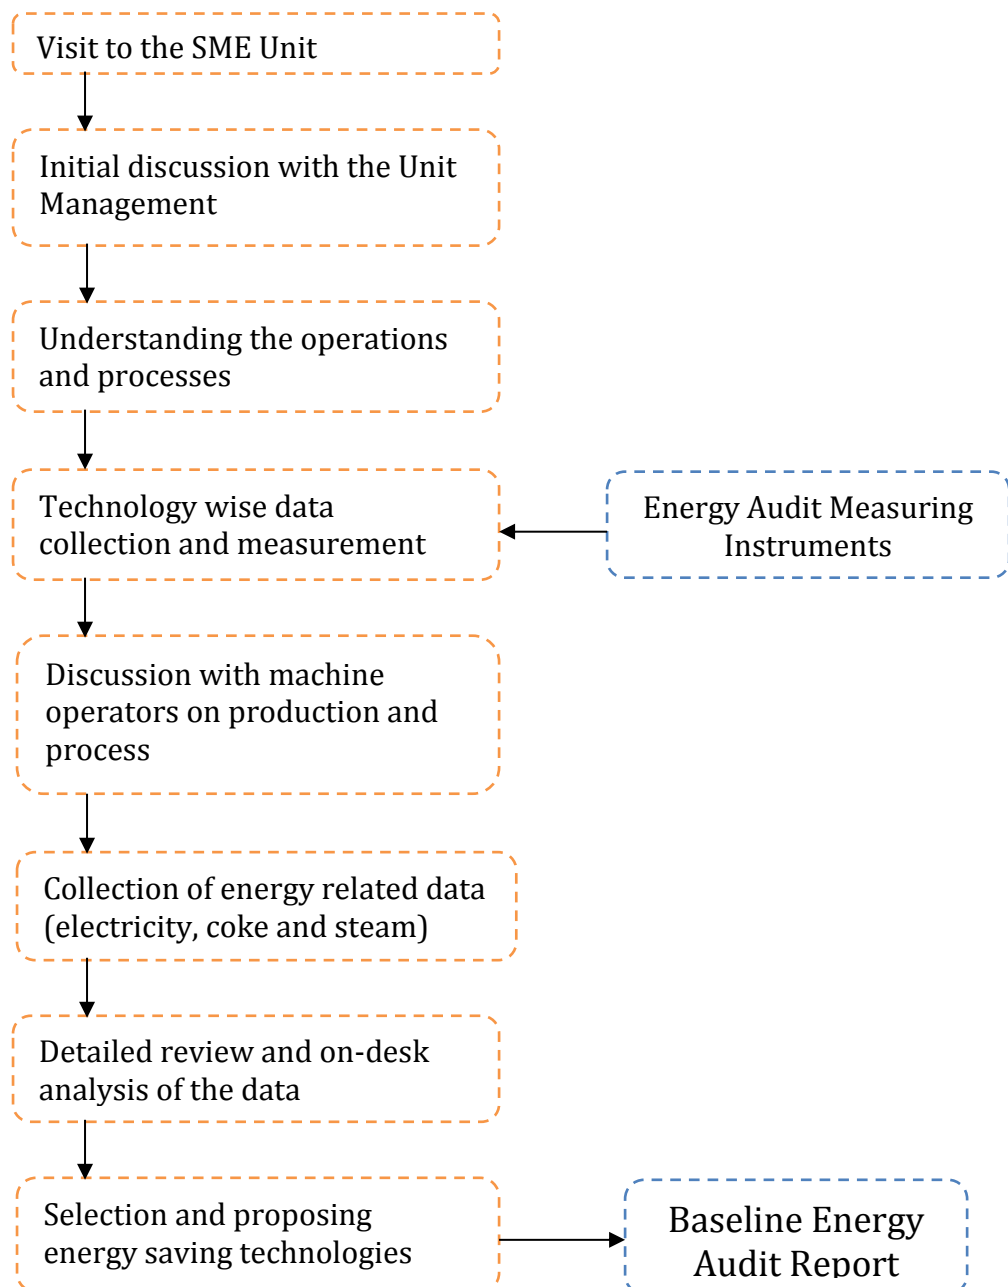 Visit to the SME Unit
Initial discussion with the Unit
Management
Understanding the operations
and processes
Technology wise data
collection and measurement
Energy Audit Measuring
Instruments
Discussion with machine
operators on production and
process
Collection of energy related data
(electricity, coke and steam)
Detailed review and on-desk
analysis of the data
Selection and proposing
energy saving technologies
Baseline Energy
Audit Report